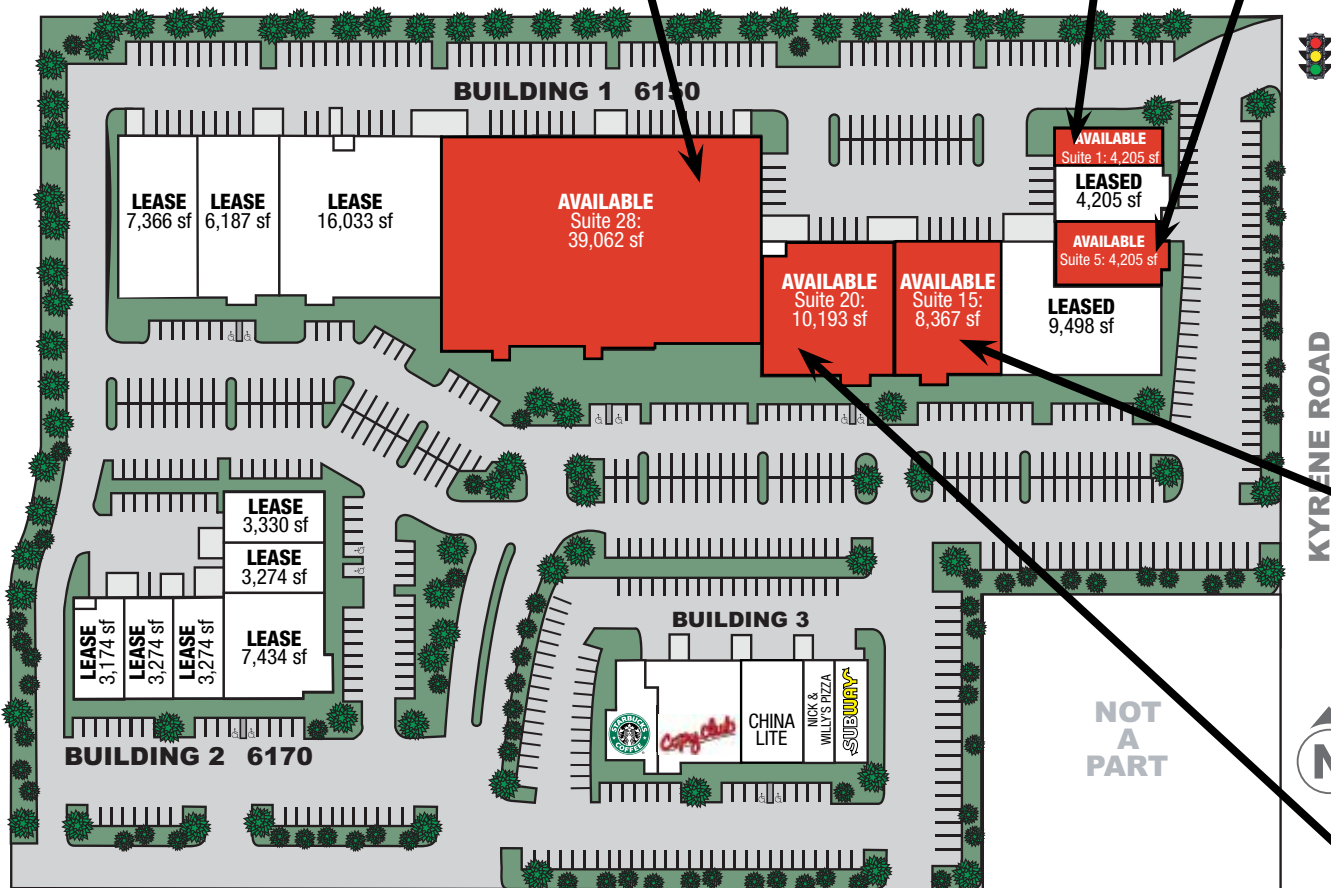 BUILDING 1 6150
LEASE
7,366 sf
LEASE
6,187 sf
LEASE
16,033 sf
AVAILABLE
Suite 28:
39,062 sf
AVAILABLE
Suite 20:
10,193 sf
AVAILABLE
Suite 15:
8,367 sf
AVAILABLE
Suite 1: 4,205 sf
LEASED
4,205 sf
AVAILABLE
Suite 5: 4,205 sf
LEASED
9,498 sf
KYRENE ROAD
LEASE
3,330 sf
LEASE
3,274 sf
LEASE
7,434 sf
LEASE
3,174 sf
LEASE
3,274 sf
LEASE
3,274 sf
BUILDING 2 6170
BUILDING 3
STARBUCKS
COFFEE
Copy Club
CHINA
LITE
NICK &
WILLY'S PIZZA
SUBWAY
NOT
A
PART
N